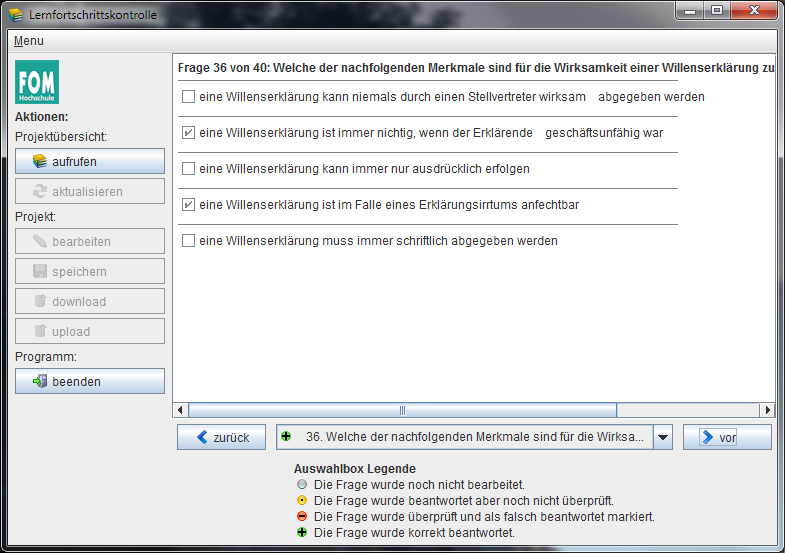 Lernfortschrittskontrolle
Menu
FOM
Hochschule
Aktionen:
Projektübersicht:
aufrufen
aktualisieren
Projekt:
bearbeiten
speichern
download
upload
Programm:
beenden
Frage 36 von 40: Welche der nachfolgenden Merkmale sind für die Wirksamkeit einer Willenserklärung zu
eine Willenserklärung kann niemals durch einen Stellvertreter wirksam abgegeben werden
eine Willenserklärung ist immer nichtig, wenn der Erklärende geschäftsunfähig war
eine Willenserklärung kann immer nur ausdrücklich erfolgen
eine Willenserklärung ist im Falle eines Erklärungsirrtums anfechtbar
eine Willenserklärung muss immer schriftlich abgegeben werden
zurück
36. Welche der nachfolgenden Merkmale sind für die Wirksa...
vor
Auswahlbox Legende
Die Frage wurde noch nicht bearbeitet.
Die Frage wurde beantwortet aber noch nicht überprüft.
Die Frage wurde überprüft und als falsch beantwortet markiert.
Die Frage wurde korrekt beantwortet.